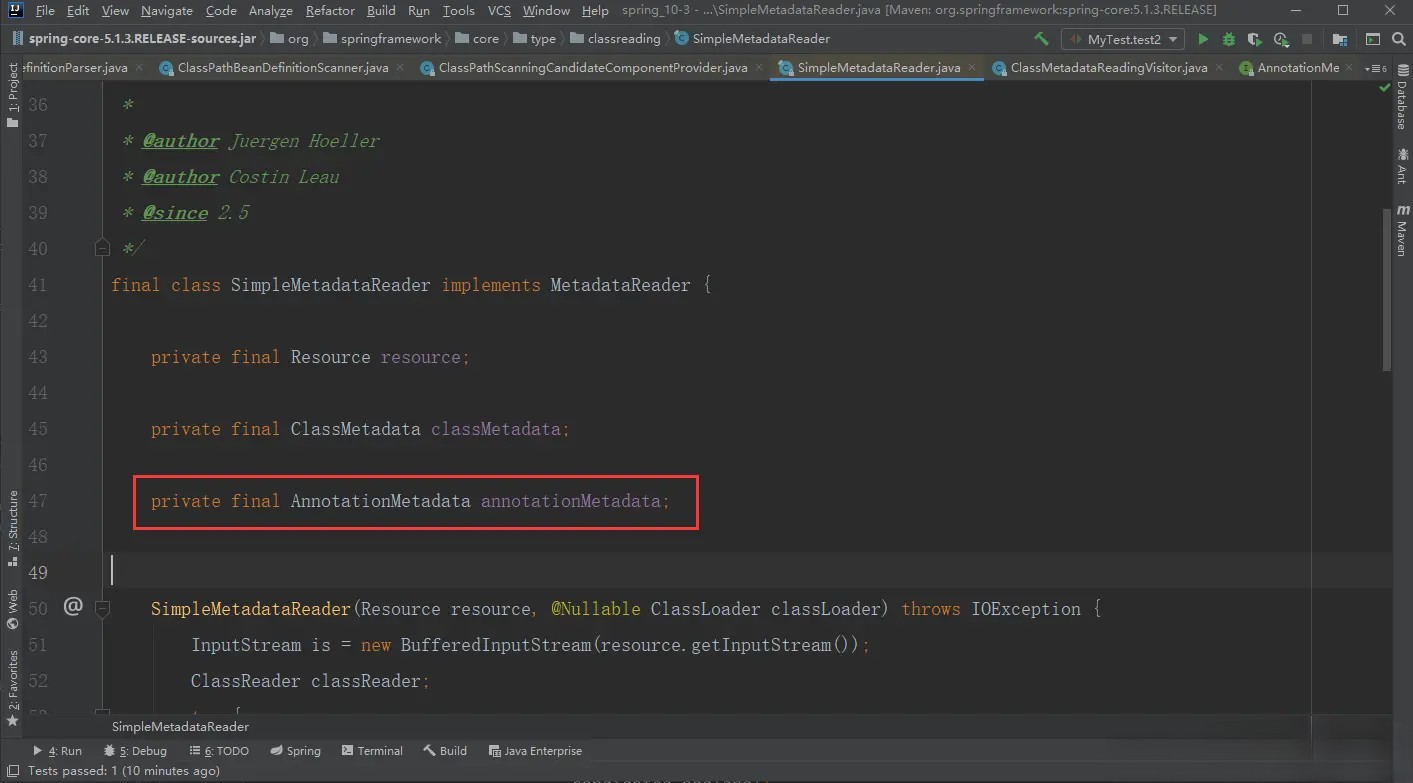 File Edit View Navigate Code Analyze Refactor Build Run Tools VCS Window Help spring_10-3 - ...\SimpleMetadataReader.java [Maven: org.springframework:spring-core:5.1.3.RELEASE]
spring-core-5.1.3.RELEASE-sources.jar org springframework core type classreading SimpleMetadataReader MyTest.test2
efinitionParser.java ClassPathBeanDefinitionScanner.java ClassPathScanningCandidateComponentProvider.java SimpleMetadataReader.java ClassMetadataReadingVisitor.java AnnotationMe 6
1: Project
7: Structure
Web
2: Favorites
36 *
37 * @author Juergen Hoeller
38 * @author Costin Leau
39 * @since 2.5
40 */
41 final class SimpleMetadataReader implements MetadataReader {
42
43 private final Resource resource;
44
45 private final ClassMetadata classMetadata;
46
47 private final AnnotationMetadata annotationMetadata;
48
49
50 @ SimpleMetadataReader(Resource resource, @Nullable ClassLoader classLoader) throws IOException {
51 InputStream is = new BufferedInputStream(resource.getInputStream());
52 ClassReader classReader;
Database
Ant
m Maven
SimpleMetadataReader
4: Run 5: Debug 6: TODO Spring Terminal Build Java Enterprise
Tests passed: 1 (10 minutes ago)